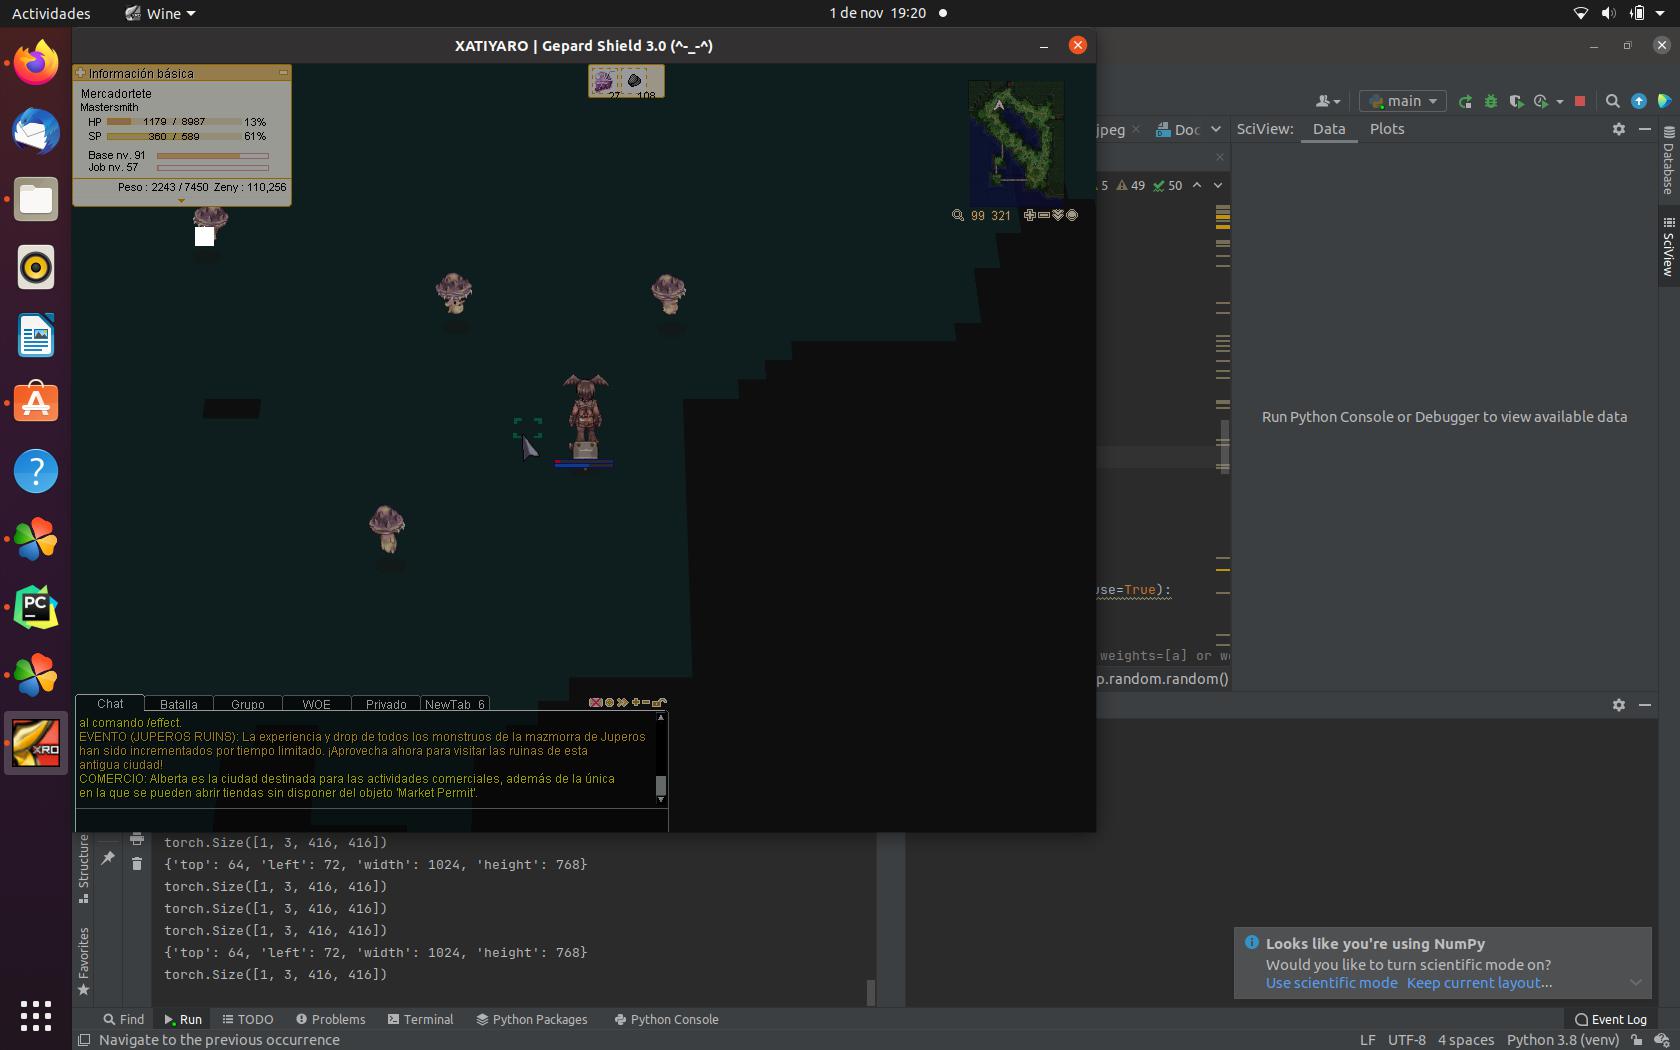 Actividades
Wine
1 de nov 19:20
XATIYARO | Gepard Shield 3.0 (^-_-^)
Información básica
Mercadortete
Mastersmith
HP 1179 / 8987 13%
SP 360 / 589 61%
Base nv. 91
Job nv. 57
Peso : 2243 / 7450 Zeny : 110,256
27 108
99 321
main
jpeg
Doc
SciView: Data Plots
5 49 50
Database
SciView
Run Python Console or Debugger to view available data
use=True):
weights=[a] or w
p.random.random()
Chat Batalla Grupo WOE Privado NewTab 6
al comando /effect.
EVENTO (JUPEROS RUINS): La experiencia y drop de todos los monstruos de la mazmorra de Juperos
han sido incrementados por tiempo limitado. ¡Aprovecha ahora para visitar las ruinas de esta
antigua ciudad!
COMERCIO: Alberta es la ciudad destinada para las actividades comerciales, además de la única
en la que se pueden abrir tiendas sin disponer del objeto 'Market Permit'.
PC
XRO
Structure
Favorites
torch.Size([1, 3, 416, 416])
{'top': 64, 'left': 72, 'width': 1024, 'height': 768}
torch.Size([1, 3, 416, 416])
torch.Size([1, 3, 416, 416])
torch.Size([1, 3, 416, 416])
{'top': 64, 'left': 72, 'width': 1024, 'height': 768}
torch.Size([1, 3, 416, 416])
Looks like you're using NumPy
Would you like to turn scientific mode on?
Use scientific mode Keep current layout...
Find Run TODO Problems Terminal Python Packages Python Console
Event Log
Navigate to the previous occurrence
LF UTF-8 4 spaces Python 3.8 (venv)